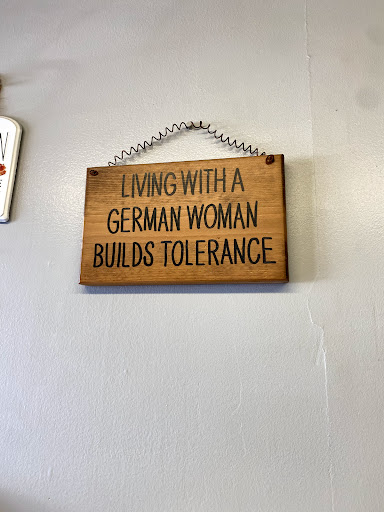 LIVING WITH A
GERMAN WOMAN
BUILDS TOLERANCE